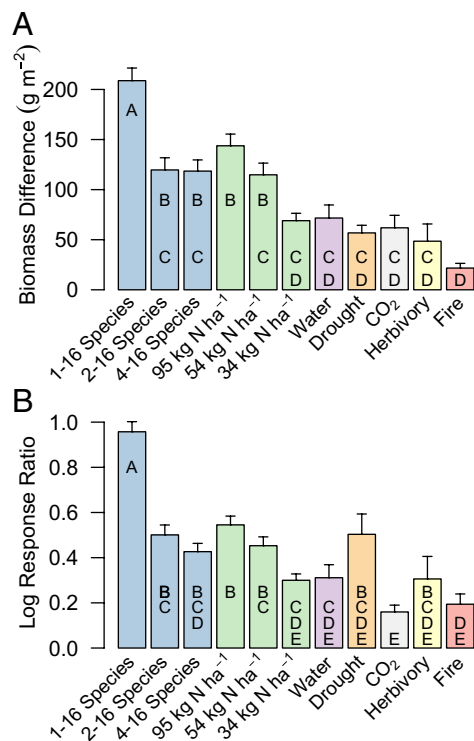 A
Biomass Difference (g m⁻²)
200
150
100
50
0
A
B
C
B
C
B
B
C
C
D
C
D
C
D
C
D
C
D
D
1-16 Species
2-16 Species
4-16 Species
95 kg N ha⁻¹
54 kg N ha⁻¹
34 kg N ha⁻¹
Water
Drought
CO₂
Herbivory
Fire
B
Log Response Ratio
1.0
0.8
0.6
0.4
0.2
0.0
A
B
C
B
C
D
B
B
C
C
D
E
C
D
E
B
C
D
E
E
B
C
D
E
D
E
1-16 Species
2-16 Species
4-16 Species
95 kg N ha⁻¹
54 kg N ha⁻¹
34 kg N ha⁻¹
Water
Drought
CO₂
Herbivory
Fire